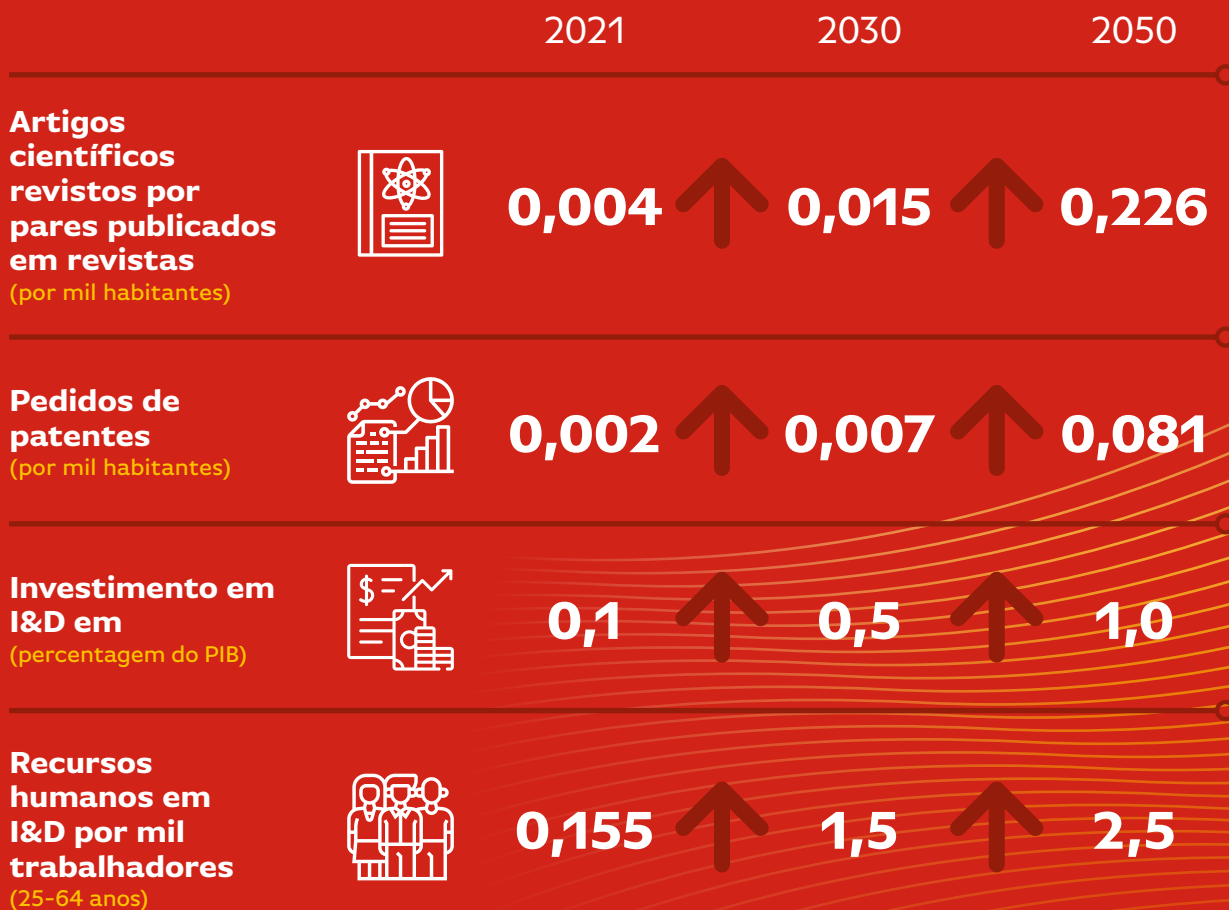 2021 2030 2050
Artigos
científicos
revistos por
pares publicados
em revistas
(por mil habitantes)
0,004 0,015 0,226
Pedidos de
patentes
(por mil habitantes)
0,002 0,007 0,081
Investimento em
I&D em
(percentagem do PIB)
$
0,1 0,5 1,0
Recursos
humanos em
I&D por mil
trabalhadores
(25-64 anos)
0,155 1,5 2,5